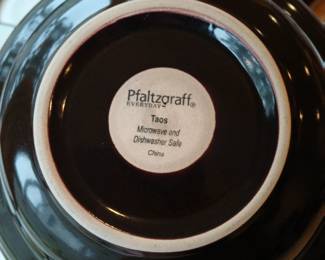 Pfaltzgraff®
EVERYDAY
Taos
Microwave and
Dishwasher Safe
China